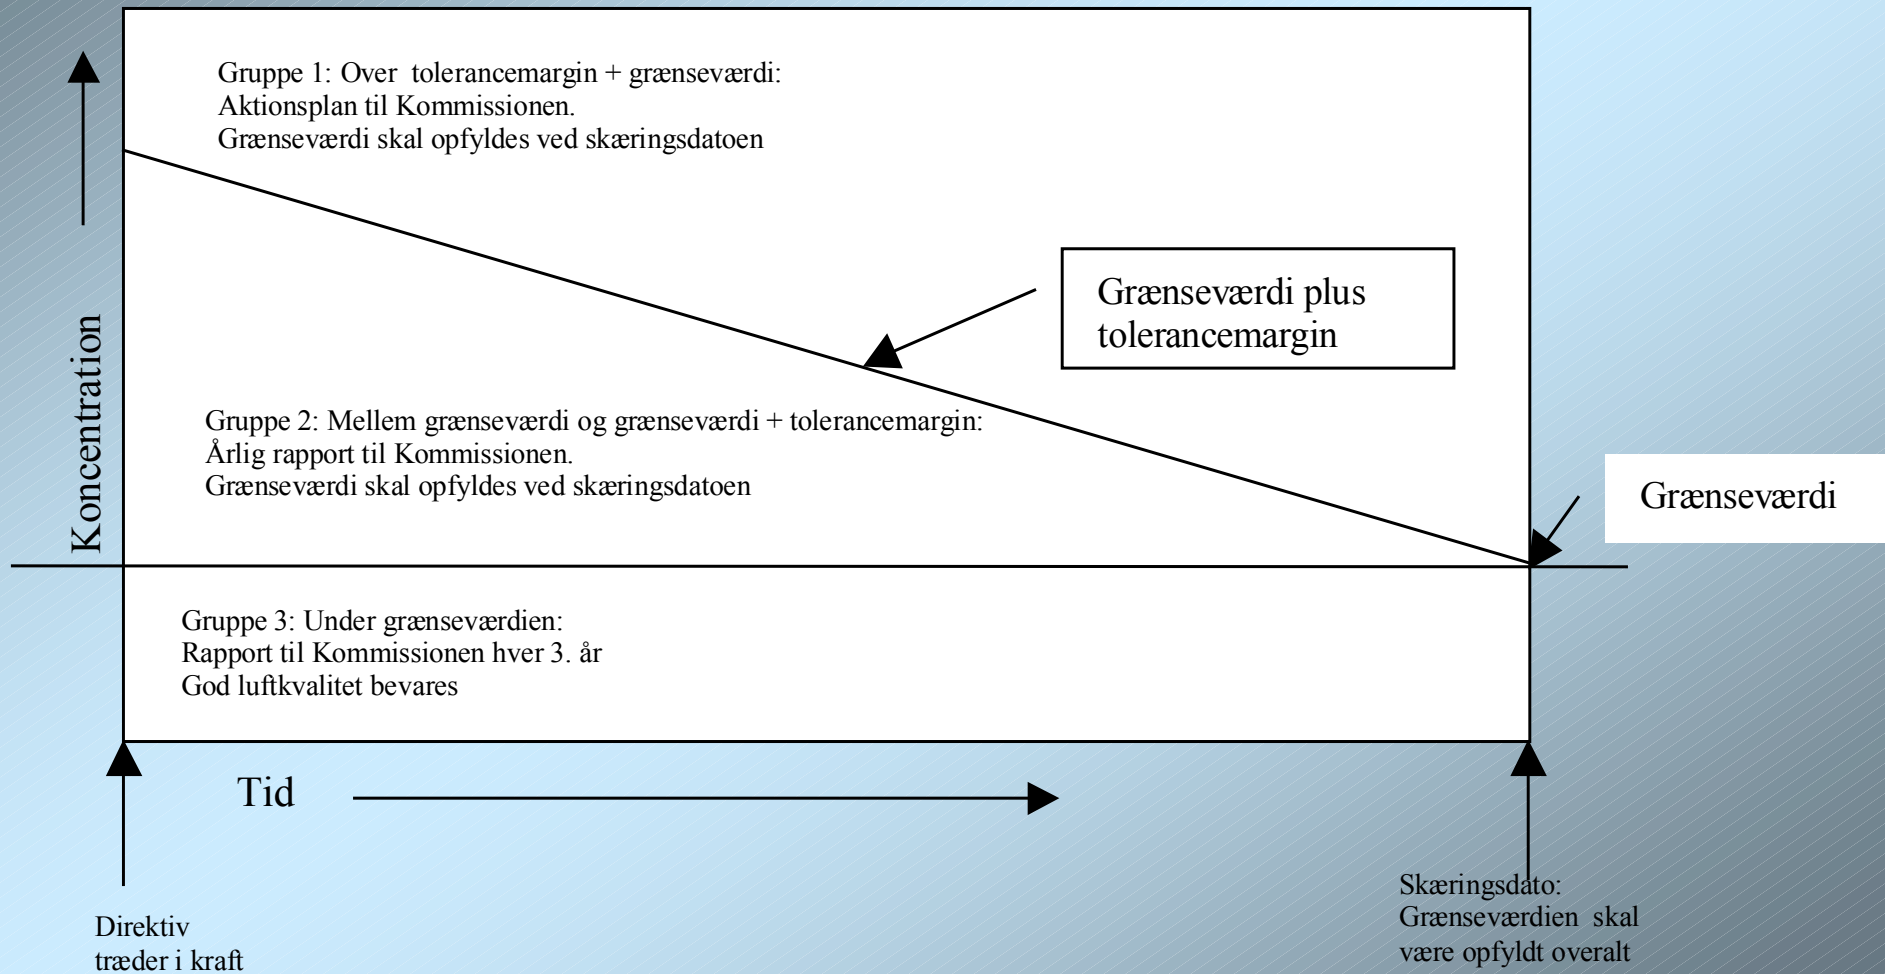 Gruppe 1: Over tolerancemargin + grænseværdi:
Aktionsplan til Kommissionen.
Grænseværdi skal opfyldes ved skæringsdatoen
Koncentration
Grænseværdi plus
tolerancemargin
Gruppe 2: Mellem grænseværdi og grænseværdi + tolerancemargin:
Årlig rapport til Kommissionen.
Grænseværdi skal opfyldes ved skæringsdatoen
Grænseværdi
Gruppe 3: Under grænseværdien:
Rapport til Kommissionen hver 3. år
God luftkvalitet bevares
Tid
Direktiv
træder i kraft
Skæringsdato:
Grænseværdien skal
være opfyldt overalt